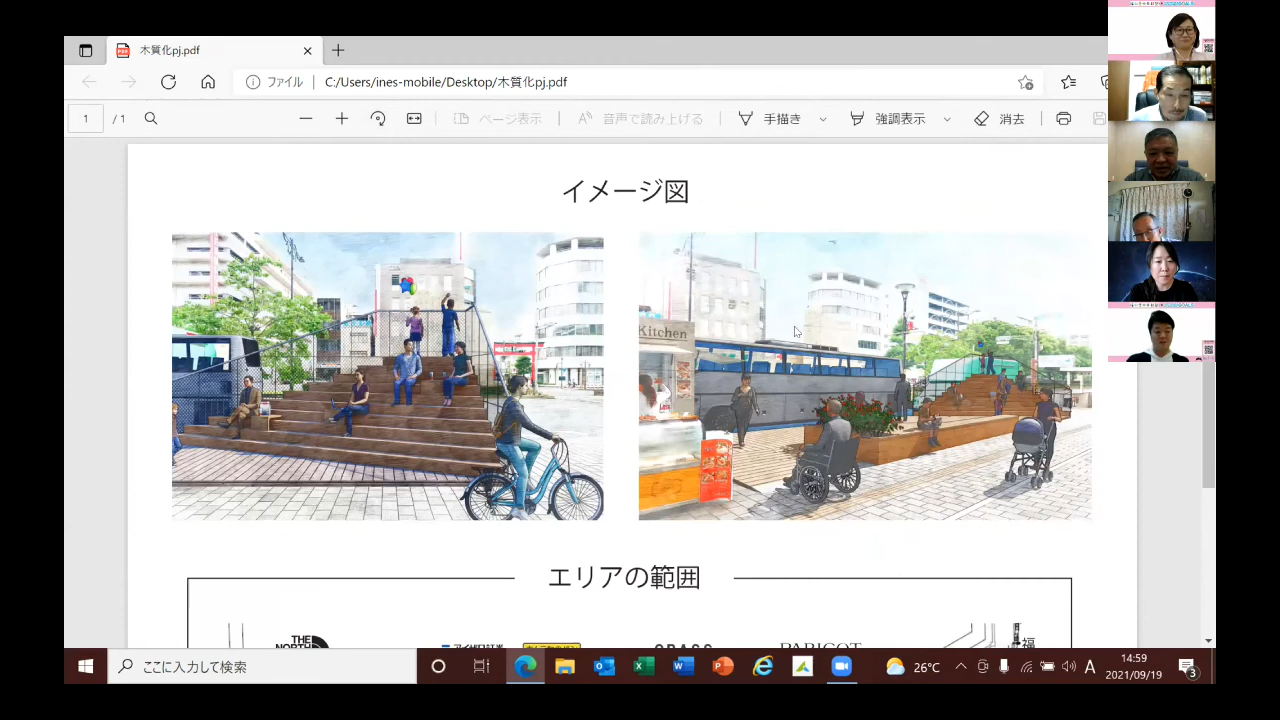 木質化pj.pdf
ファイル
C:/Users/ines-mobile/Desktop/木質化pj.pdf
1 / 1
ページ表示
音声で読み上げる
手描き
強調表示
消去
イメージ図
Kitchen
エリアの範囲
THE
NORTH
PARIGOT
福
ここに入力して検索
26°C
A
14:59
2021/09/19
3